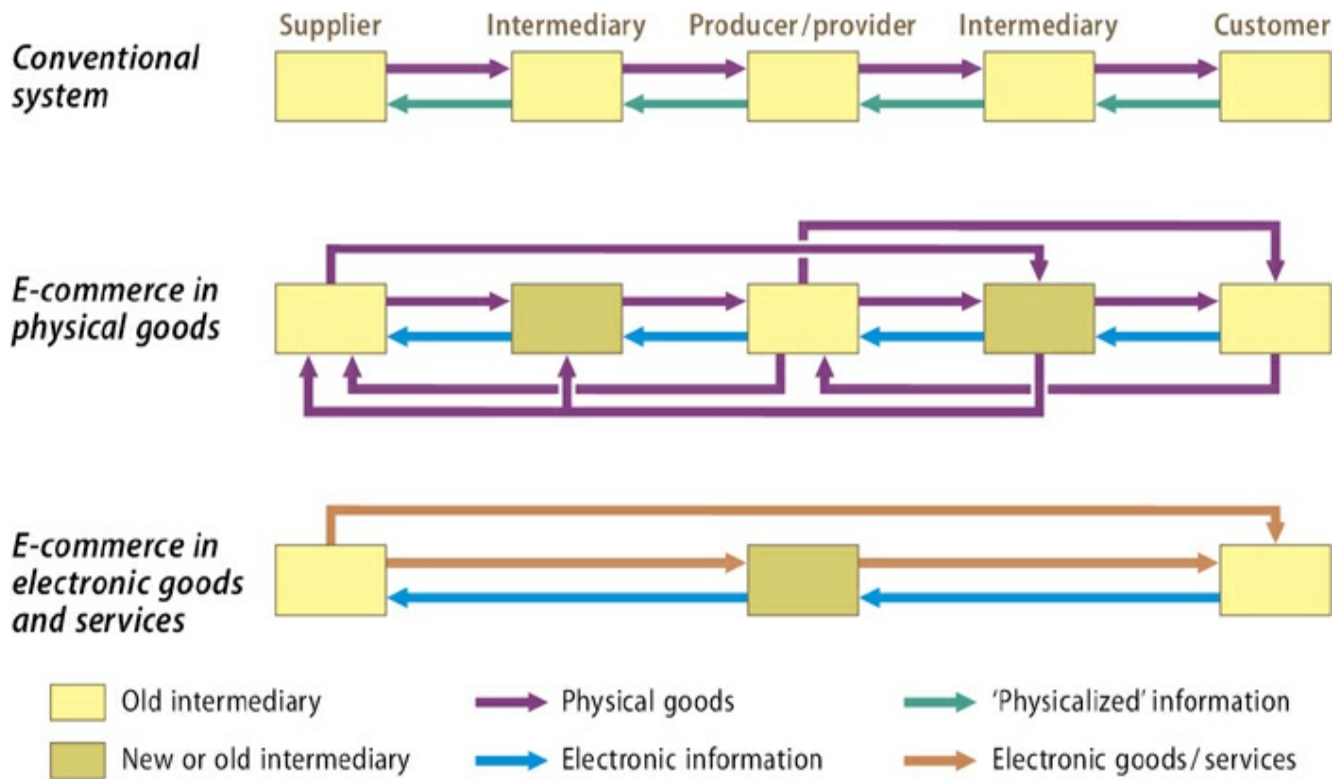 Supplier Intermediary Producer/provider Intermediary Customer
Conventional
system
E-commerce in
physical goods
E-commerce in
electronic goods
and services
Old intermediary Physical goods 'Physicalized' information
New or old intermediary Electronic information Electronic goods/services